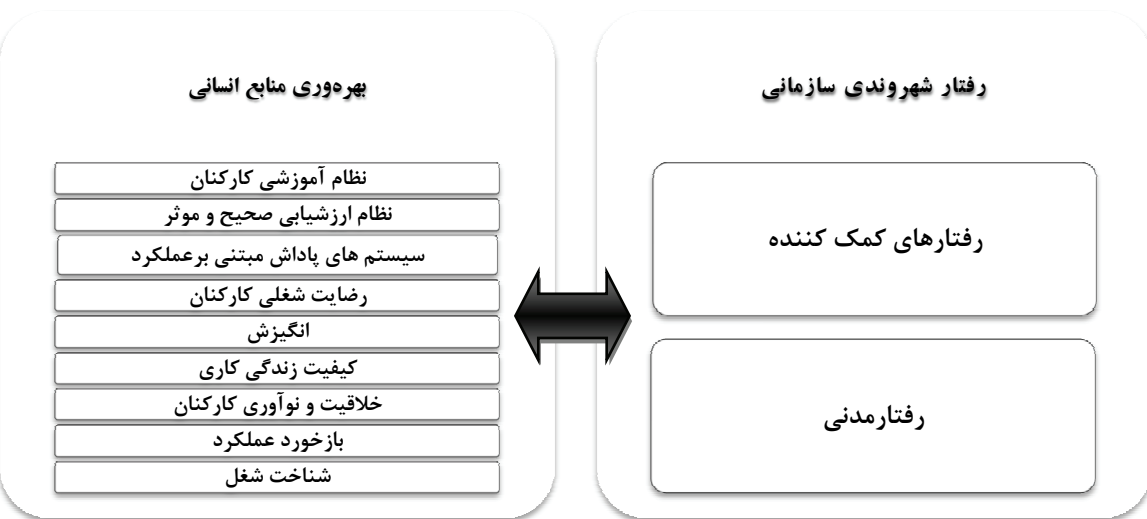 رفتار شهروندی سازمانی
رفتارهای کمک کننده
رفتارمدنی
بهره‌وری منابع انسانی
نظام آموزشی کارکنان
نظام ارزشیابی صحیح و موثر
سیستم های پاداش مبتنی برعملکرد
رضایت شغلی کارکنان
انگیزش
کیفیت زندگی کاری
خلاقیت و نوآوری کارکنان
بازخورد عملکرد
شناخت شغل